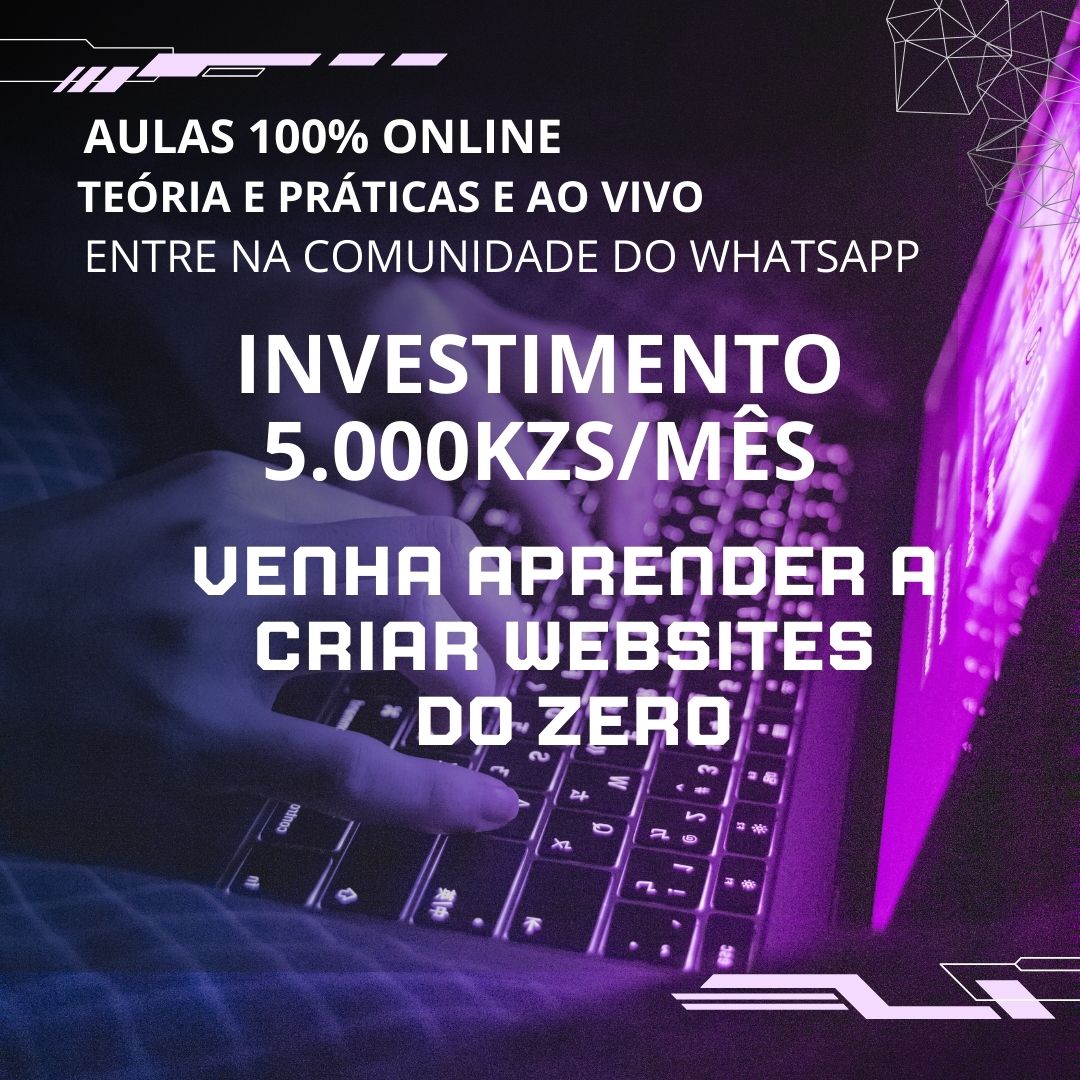 AULAS 100% ONLINE
TEÓRIA E PRÁTICAS E AO VIVO
ENTRE NA COMUNIDADE DO WHATSAPP
INVESTIMENTO
5.000KZS/MÊS
VENHA APRENDER A
CRIAR WEBSITES
DO ZERO